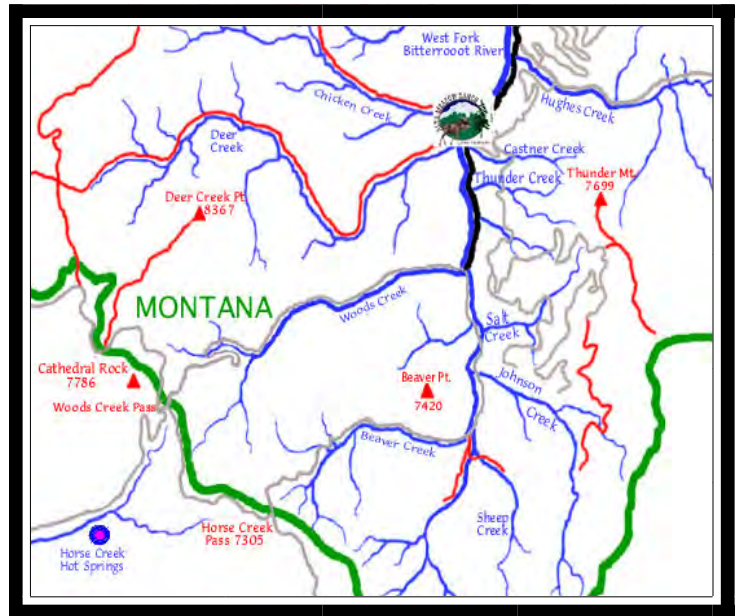 West Fork
Bitterrooot River
Chicken Creek
Hughes Creek
Deer
Creek
Castner Creek
Thunder Creek
Thunder Mt.
7699
Deer Creek Pt.
8367
MONTANA
Woods Creek
Salt
Creek
Cathedral Rock
7786
Beaver Pt.
7420
Johnson
Creek
Woods Creek Pass
Beaver Creek
Sheep
Creek
Horse Creek
Pass 7305
Horse Creek
Hot Springs